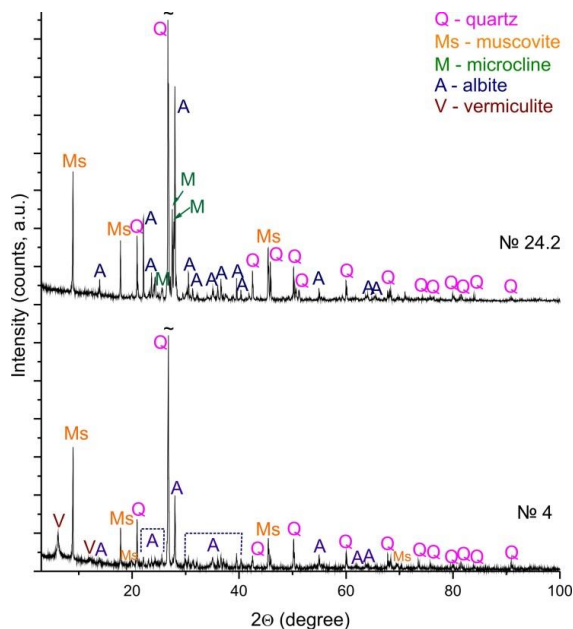 ~
Q
Q - quartz
Ms - muscovite
M - microcline
A - albite
V - vermiculite
A
Ms
M
M
Ms Q A
Ms Q Q
№ 24.2
A A M A A A A A Q Q A Q A A Q Q Q Q Q Q
Intensity (counts, a.u.)
~
Q
Ms
A
№ 4
V Ms Q A A Ms Q
V A Ms Q A Q A A Q Ms Q Q Q Q Q Q
20 40 60 80 100
2Θ (degree)